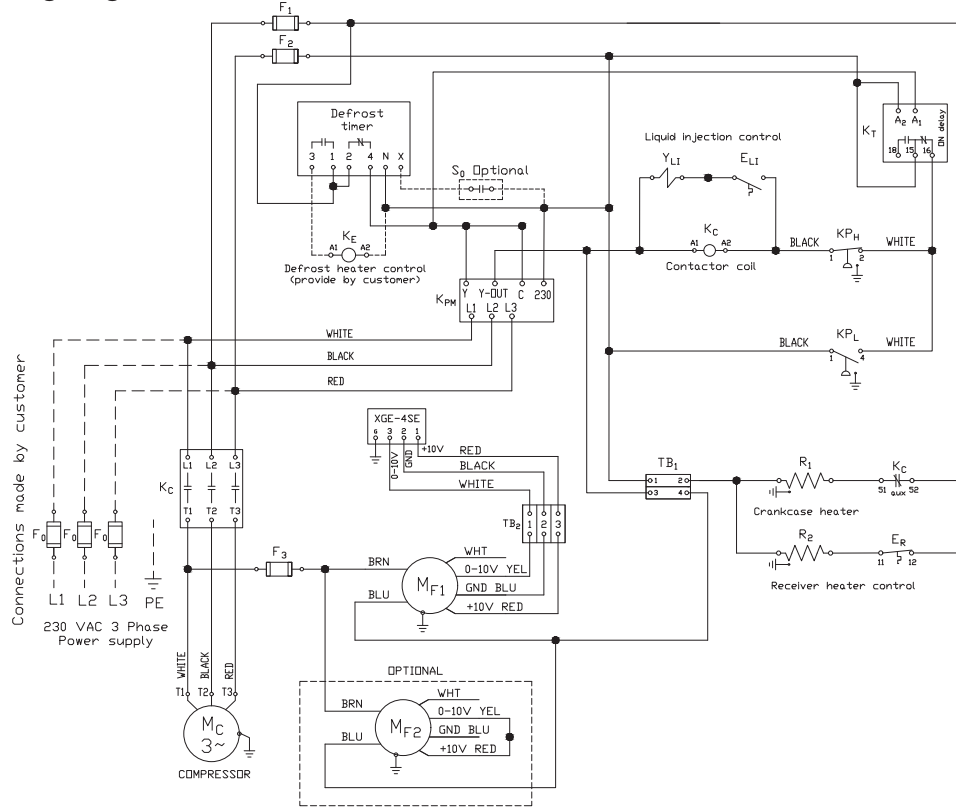 F1
F2
Defrost
timer
3 1 2 4 N X
S0 Optional
KE
A1 A2
Defrost heater control
(provide by customer)
Liquid injection control
YLI ELI
KC
A1 A2
Contactor coil
KT
A2 A1
18 15 16
ON delay
BLACK KPH WHITE
1 2
KPM
Y Y-OUT C 230
L1 L2 L3
WHITE
BLACK
RED
BLACK KPL WHITE
1 4
Connections made by customer
XGE-4SE
6 3 2 1
+10V
GND
0-10V
RED
BLACK
WHITE
TB2
1 2 3
TB1
1 2
3 4
R1 KC
51 aux 52
Crankcase heater
R2 ER
11 12
Receiver heater control
L1 L2 L3
KC
T1 T2 T3
F0 F0 F0
L1 L2 L3 PE
230 VAC 3 Phase
Power supply
F3
BRN
BLU
MF1
WHT
0-10V YEL
GND BLU
+10V RED
WHITE
BLACK
RED
T1 T2 T3
MC
3~
COMPRESSOR
OPTIONAL
BRN
BLU
MF2
WHT
0-10V YEL
GND BLU
+10V RED